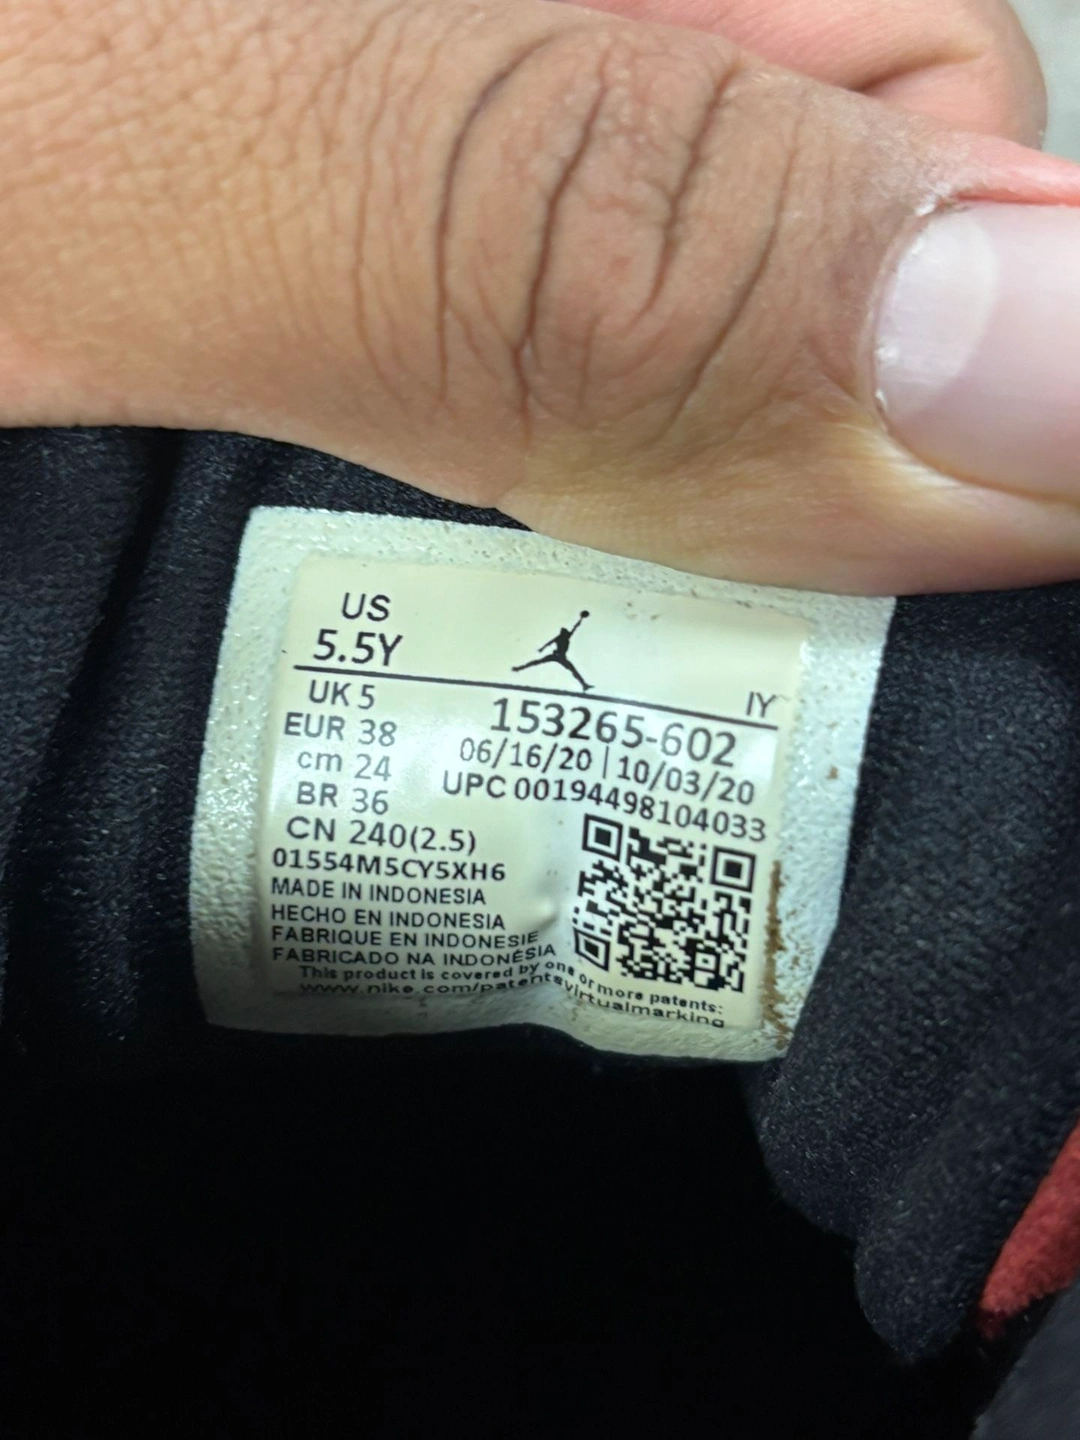 US
5.5Y
IY
UK 5
EUR 38
cm 24
BR 36
CN 240(2.5)
153265-602
06/16/20 | 10/03/20
UPC 00194498104033
01554M5CY5XH6
MADE IN INDONESIA
HECHO EN INDONESIA
FABRIQUE EN INDONESIE
FABRICADO NA INDONÉSIA
This product is covered by one or more patents:
www.nike.com/patentsvirtualmarking